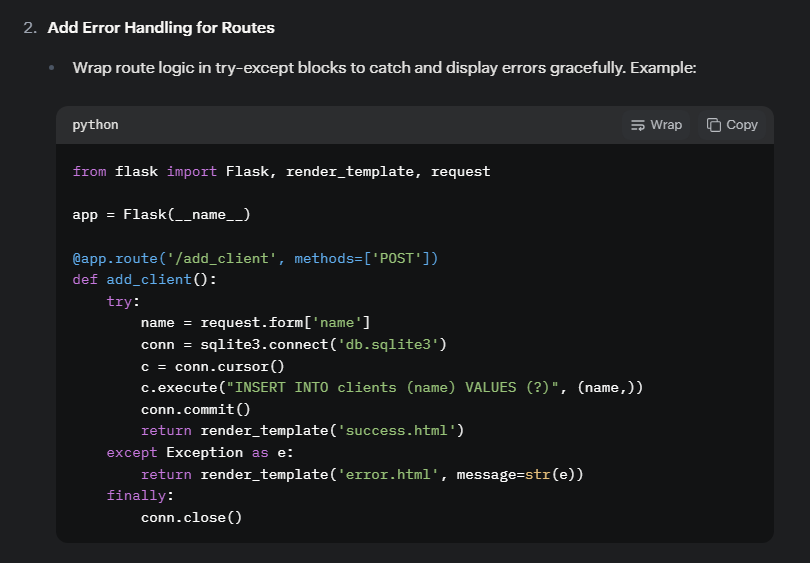 2. Add Error Handling for Routes
• Wrap route logic in try-except blocks to catch and display errors gracefully. Example:
python
Wrap
Copy
from flask import Flask, render_template, request
app = Flask(__name__)
@app.route('/add_client', methods=['POST'])
def add_client():
    try:
        name = request.form['name']
        conn = sqlite3.connect('db.sqlite3')
        c = conn.cursor()
        c.execute("INSERT INTO clients (name) VALUES (?)", (name,))
        conn.commit()
        return render_template('success.html')
    except Exception as e:
        return render_template('error.html', message=str(e))
    finally:
        conn.close()